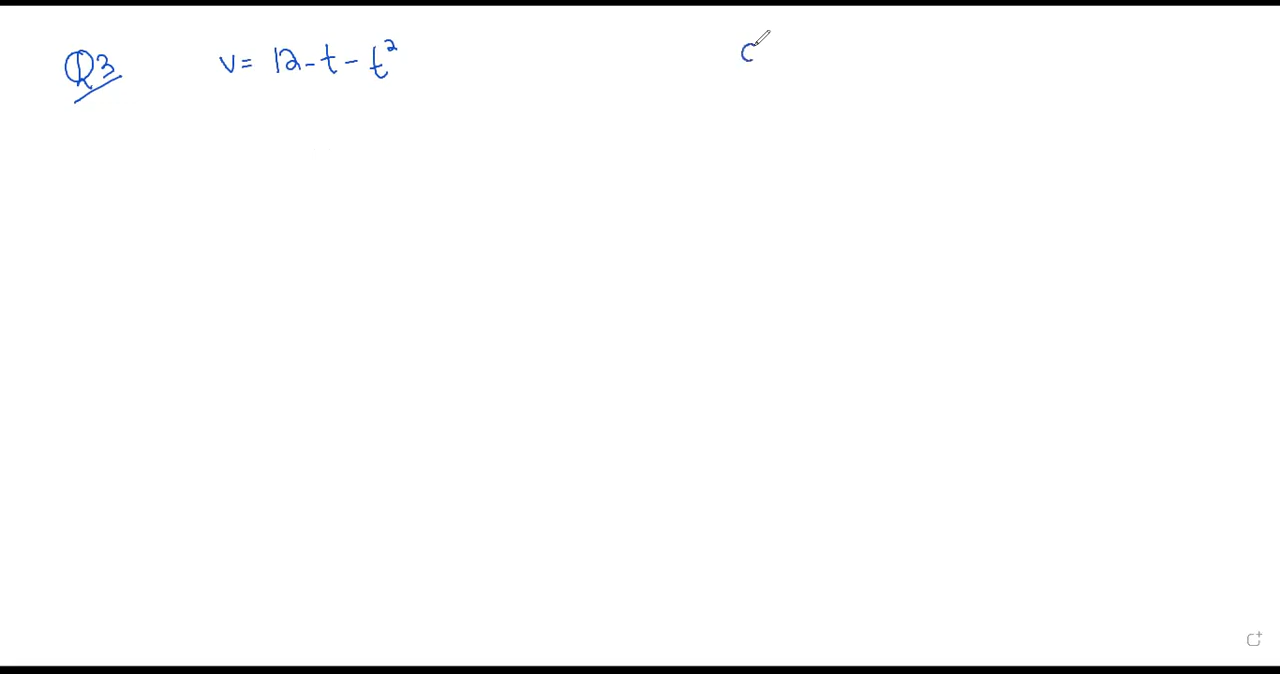 Q3 v = 12 - t - t²